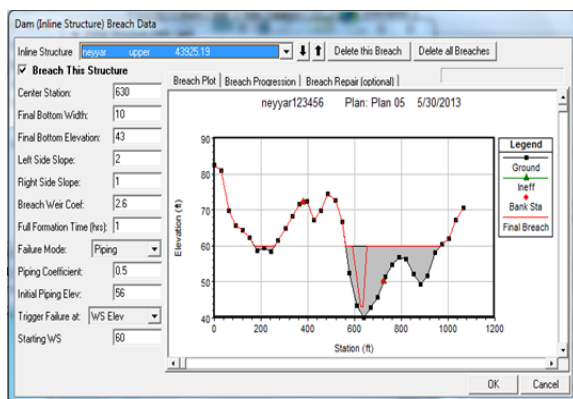 Dam (Inline Structure) Breach Data
Inline Structure neyyar upper 43925.19 Delete this Breach Delete all Breaches
Breach This Structure
Center Station: 630
Final Bottom Width: 10
Final Bottom Elevation: 43
Left Side Slope: 2
Right Side Slope: 1
Breach Weir Coef: 2.6
Full Formation Time (hrs): 1
Failure Mode: Piping
Piping Coefficient: 0.5
Initial Piping Elev: 56
Trigger Failure at: WS Elev
Starting WS 60
Breach Plot Breach Progression Breach Repair (optional)
neyyar123456 Plan: Plan 05 5/30/2013
Elevation (ft)
90
80
70
60
50
40
0 200 400 600 800 1000 1200
Station (ft)
Legend
Ground
Ineff
Bank Sta
Final Breach
OK Cancel